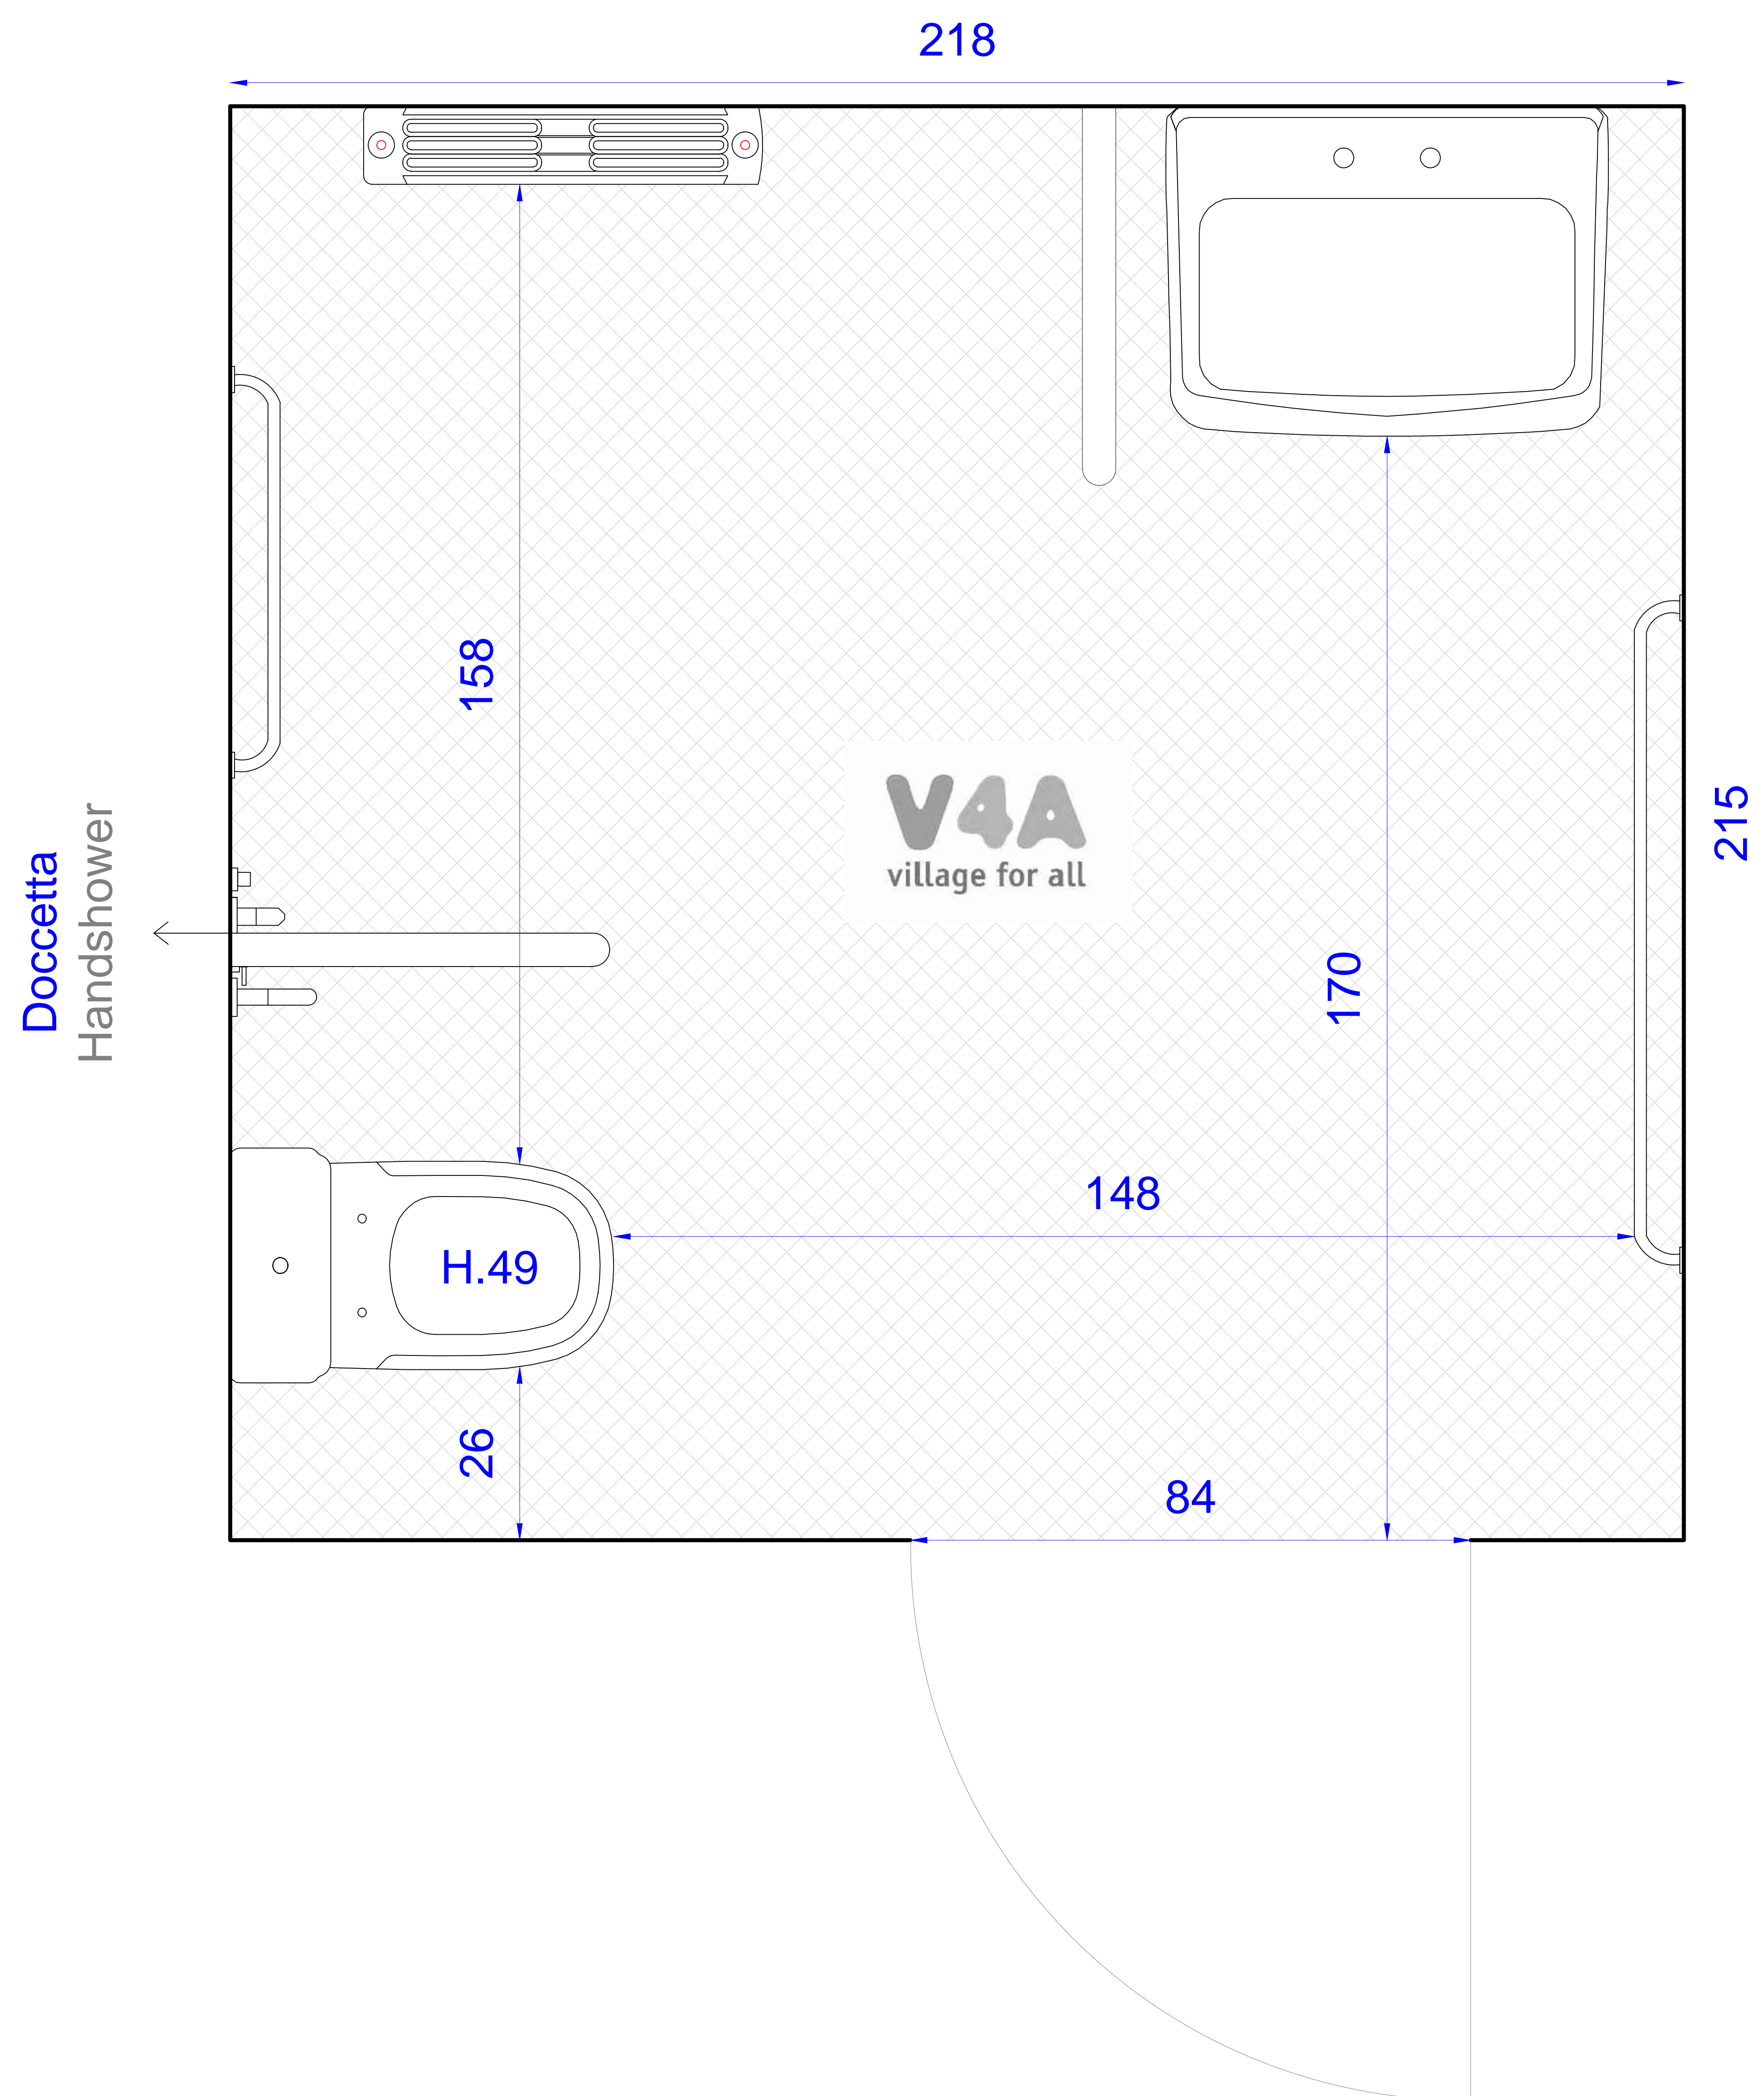 218
158
Doccetta
Handshower
V4A
village for all
215
170
148
H.49
26
84